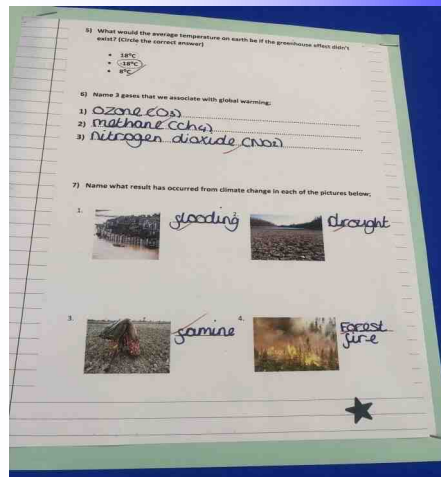 5) What would the average temperature on earth be if the greenhouse effect didn't
exist? (Circle the correct answer)
• 18°C
• -18°C
• 8°C
6) Name 3 gases that we associate with global warming;
1) Ozone (O3)
2) methane (Ch4)
3) Nitrogen dioxide (NO2)
7) Name what result has occurred from climate change in each of the pictures below;
1. flooding 2. drought
3. famine 4. Forest
fire